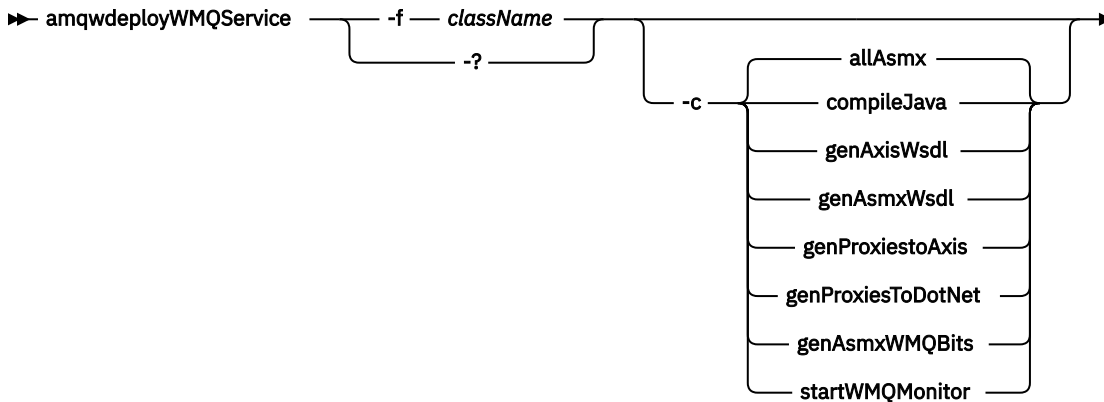 amqwdeployWMQService -f className
-?
allAsmx
-c compileJava
genAxisWsdl
genAsmxWsdl
genProxiestoAxis
genProxiesToDotNet
genAsmxWMQBits
startWMQMonitor